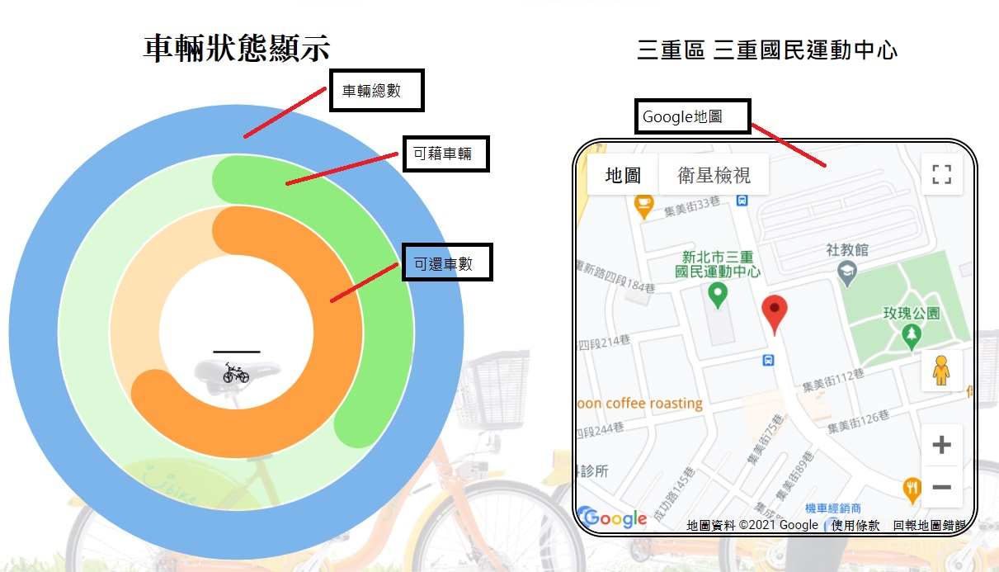 車輛狀態顯示
三重區 三重國民運動中心
車輛總數
可藉車輛
可還車數
Google地圖
地圖
衛星檢視
集美街33巷
新北市三重
國民運動中心
社教館
重新路四段184巷
玫瑰公園
四段214巷
集美街112巷
oon coffee roasting
四段244巷
集美街75巷
集美街126巷
診所
成功路145巷
集美街89巷
機車經銷商
Google
地圖資料 ©2021 Google
使用條款
回報地圖錯誤